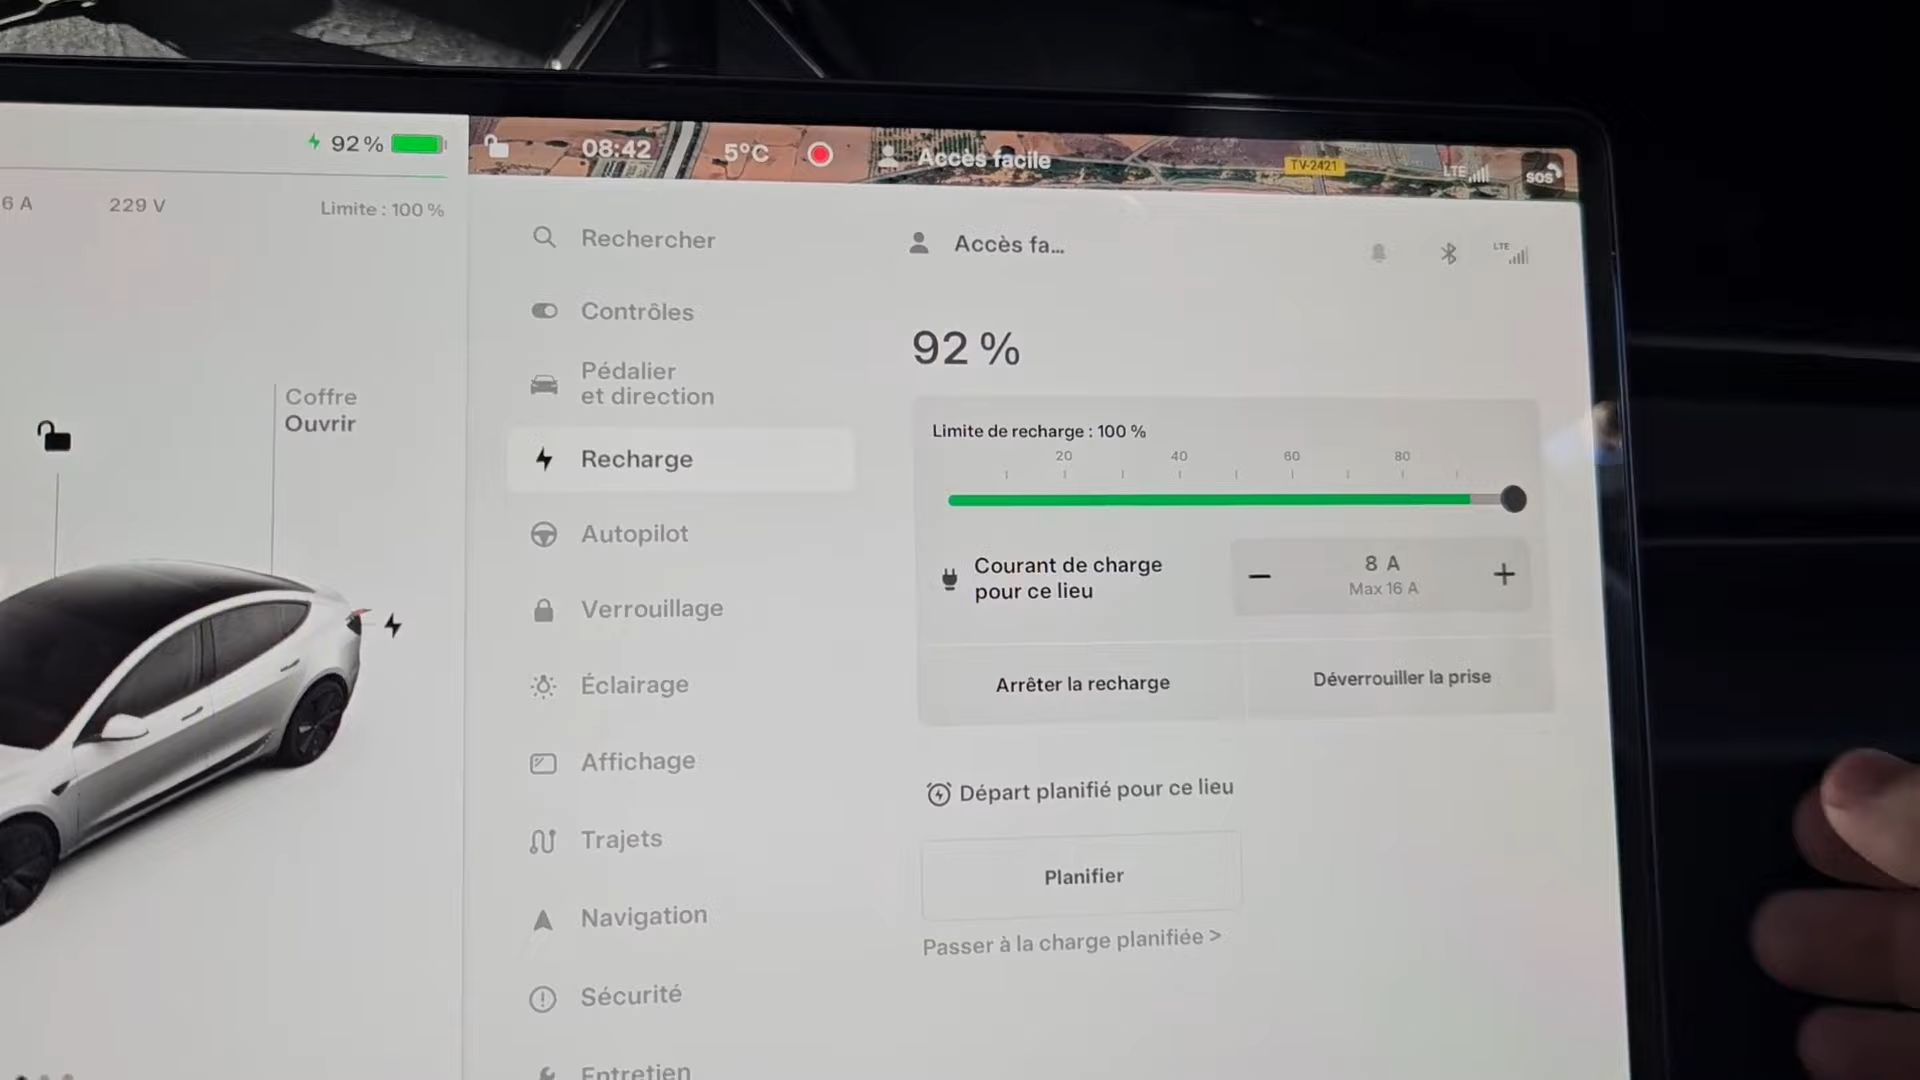 92 %
6 A
229 V
Limite : 100 %
Coffre
Ouvrir
08:42
5°C
Accès facile
TV-2421
LTE
SOS
Rechercher
Contrôles
Pédalier
et direction
Recharge
Autopilot
Verrouillage
Éclairage
Affichage
Trajets
Navigation
Sécurité
Entretien
Accès fa...
LTE
92 %
Limite de recharge : 100 %
20 40 60 80
Courant de charge
pour ce lieu
8 A
Max 16 A
Arrêter la recharge
Déverrouiller la prise
Départ planifié pour ce lieu
Planifier
Passer à la charge planifiée >